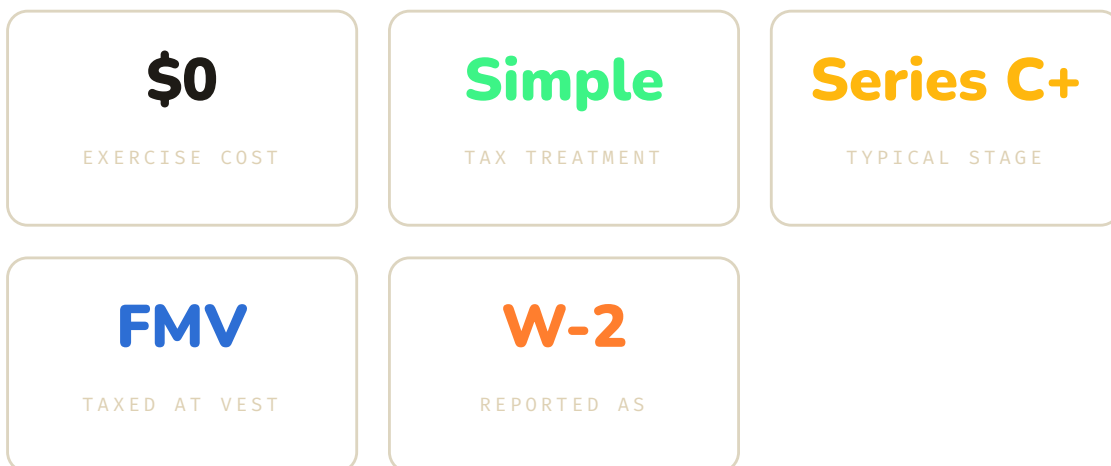 $0
EXERCISE COST
Simple
TAX TREATMENT
Series C+
TYPICAL STAGE
FMV
TAXED AT VEST
W-2
REPORTED AS